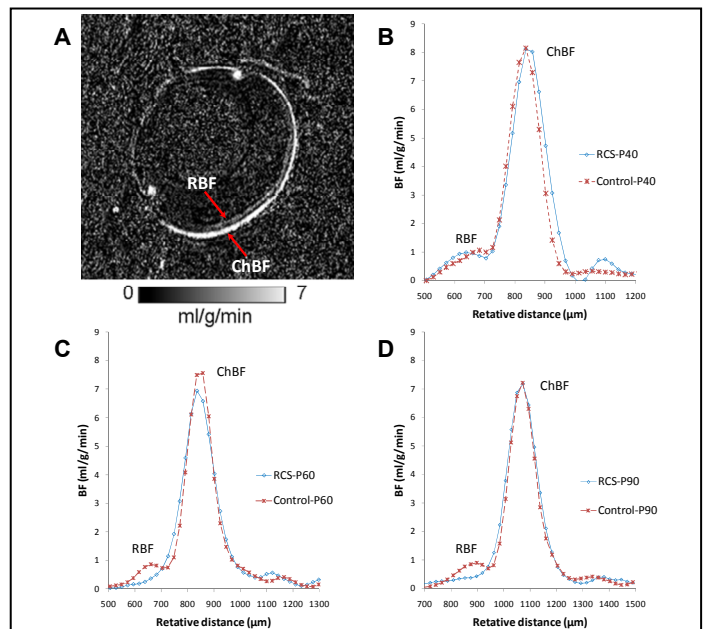 A
RBF
ChBF
0
7
ml/g/min
B
BF (ml/g/min)
9
8
7
6
5
4
3
2
1
0
500 600 700 800 900 1000 1100 1200
Retative distance (µm)
ChBF
RBF
RCS-P40
Control-P40
C
BF (ml/g/min)
9
8
7
6
5
4
3
2
1
0
500 600 700 800 900 1000 1100 1200 1300
Retative distance (µm)
ChBF
RBF
RCS-P60
Control-P60
D
BF (ml/g/min)
9
8
7
6
5
4
3
2
1
0
700 800 900 1000 1100 1200 1300 1400 1500
Retative distance (µm)
ChBF
RBF
RCS-P90
Control-P90